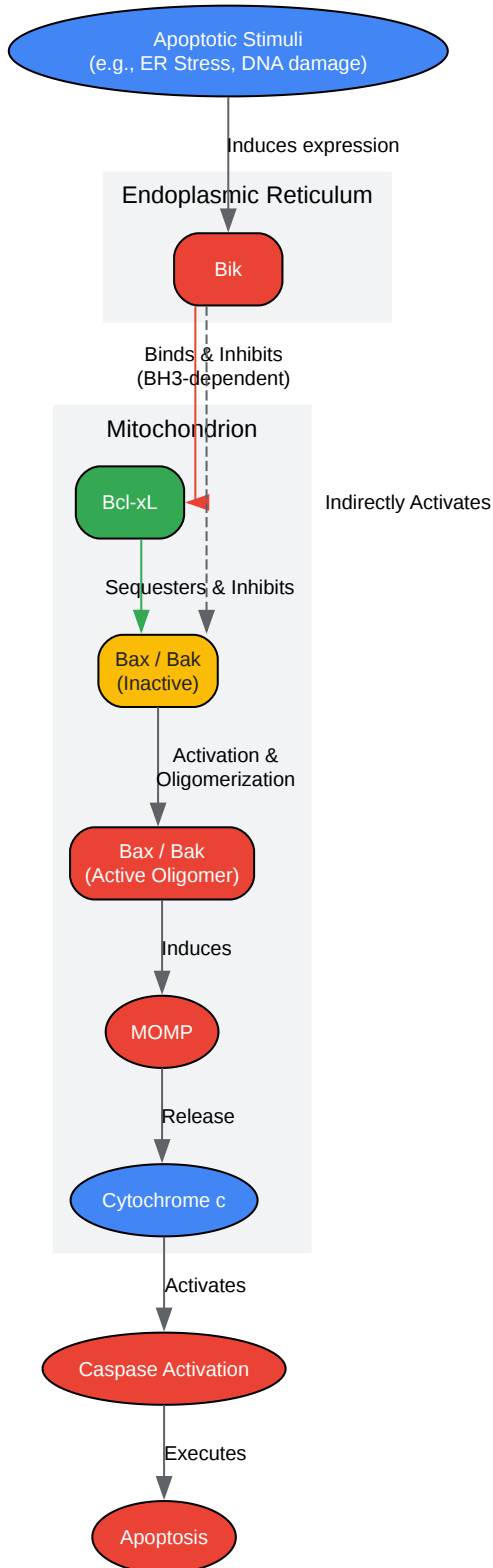 Apoptotic Stimuli
(e.g., ER Stress, DNA damage)
Induces expression
Endoplasmic Reticulum
Bik
Binds & Inhibits
(BH3-dependent)
Mitochondrion
Bcl-xL
Indirectly Activates
Sequesters & Inhibits
Bax / Bak
(Inactive)
Activation &
Oligomerization
Bax / Bak
(Active Oligomer)
Induces
MOMP
Release
Cytochrome c
Activates
Caspase Activation
Executes
Apoptosis